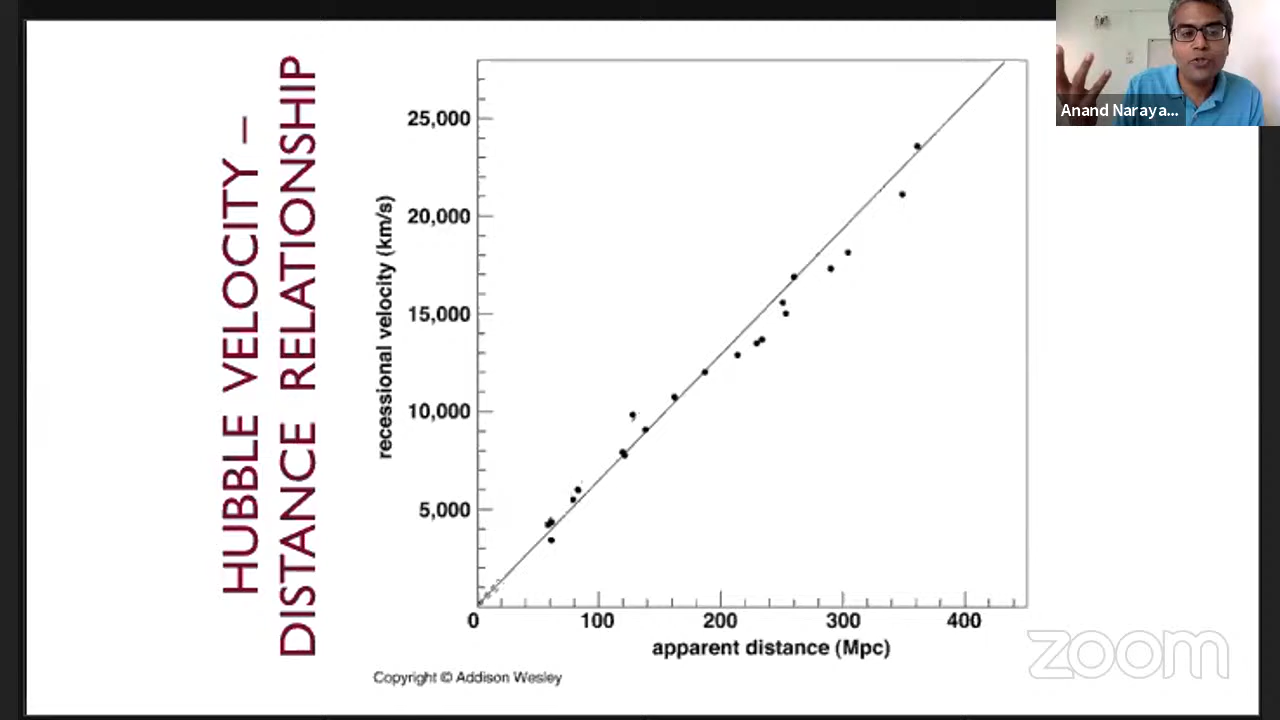 HUBBLE VELOCITY –
DISTANCE RELATIONSHIP
25,000
20,000
15,000
10,000
5,000
recessional velocity (km/s)
0 100 200 300 400
apparent distance (Mpc)
Copyright © Addison Wesley
Anand Naraya...
zoom